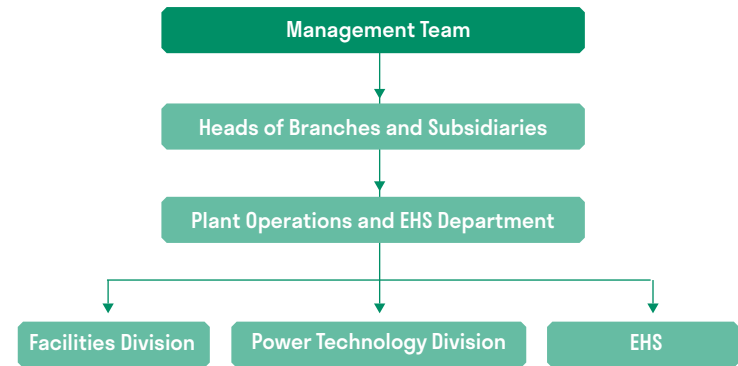 Management Team
Heads of Branches and Subsidiaries
Plant Operations and EHS Department
Facilities Division
Power Technology Division
EHS